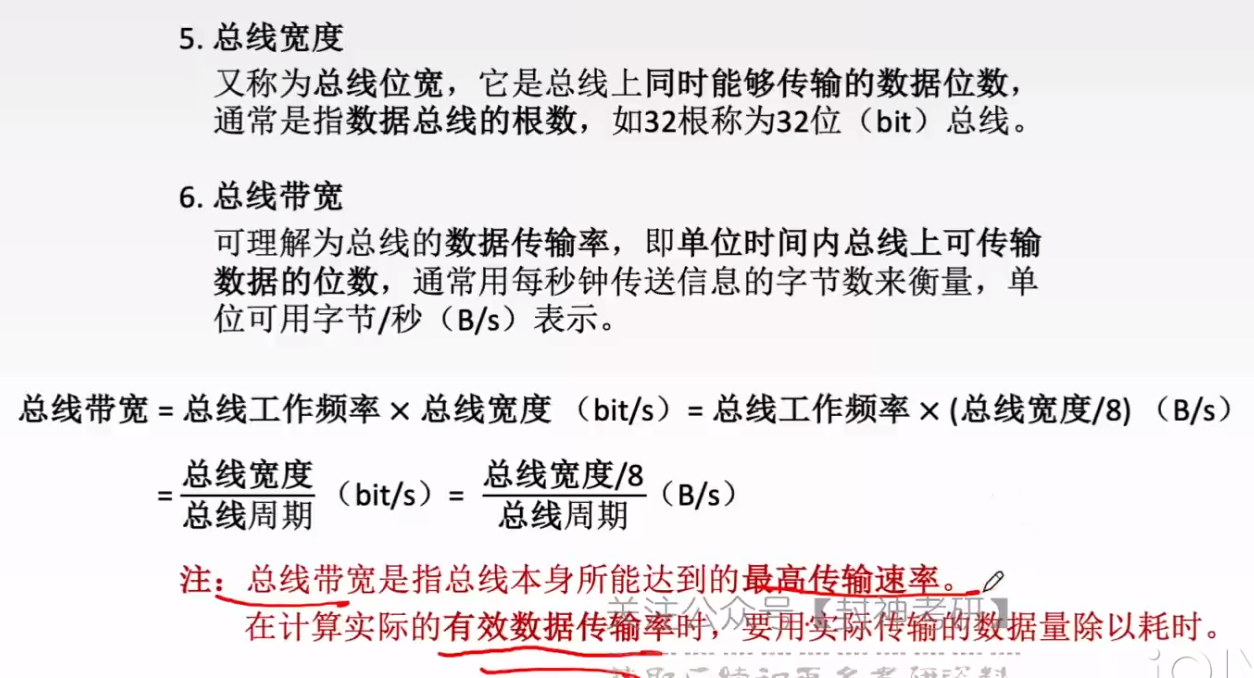 5. 总线宽度
又称为总线位宽，它是总线上同时能够传输的数据位数，
通常是指数据总线的根数，如32根称为32位（bit）总线。
6. 总线带宽
可理解为总线的数据传输率，即单位时间内总线上可传输
数据的位数，通常用每秒钟传送信息的字节数来衡量，单
位可用字节/秒（B/s）表示。
总线带宽 = 总线工作频率 × 总线宽度 （bit/s）= 总线工作频率 × (总线宽度/8) （B/s）
= 总线宽度/总线周期 （bit/s）= 总线宽度/8/总线周期 （B/s）
注：总线带宽是指总线本身所能达到的最高传输速率。
关注公众号【封神考研】
在计算实际的有效数据传输率时，要用实际传输的数据量除以耗时。